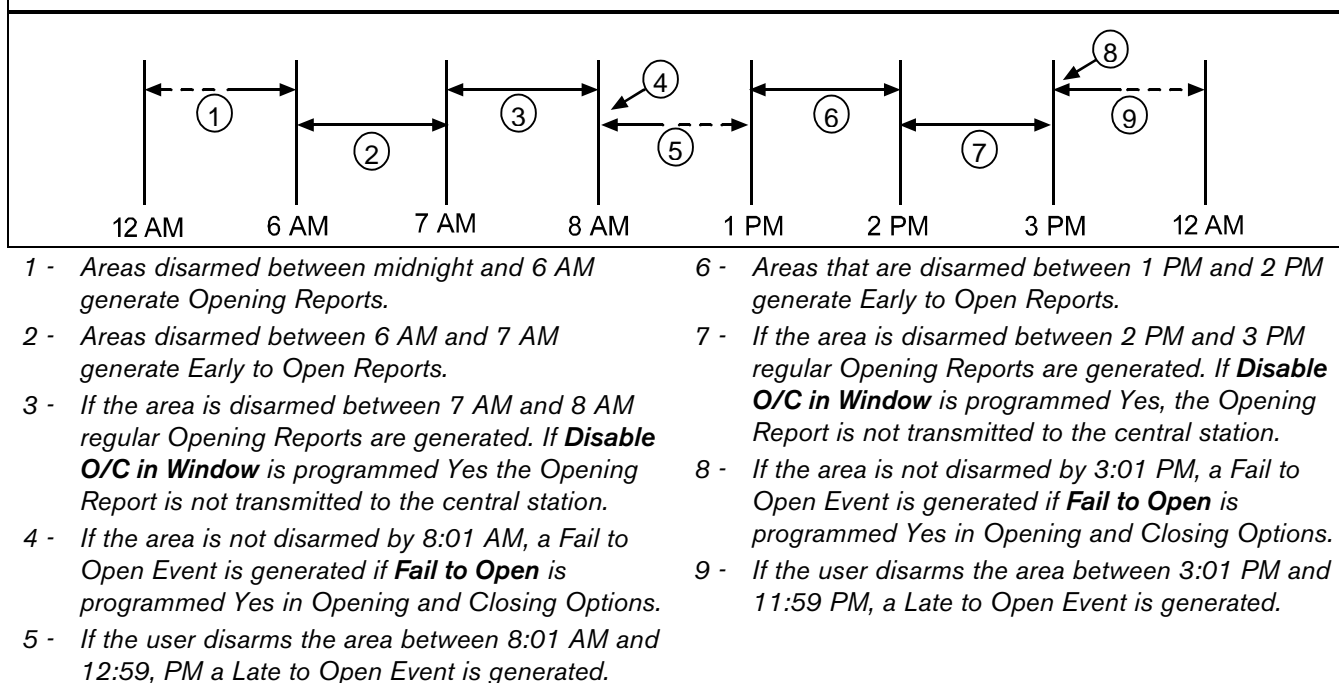 1
2
3
4
5
6
7
8
9
12 AM 6 AM 7 AM 8 AM 1 PM 2 PM 3 PM 12 AM
1 - Areas disarmed between midnight and 6 AM
generate Opening Reports.
2 - Areas disarmed between 6 AM and 7 AM
generate Early to Open Reports.
3 - If the area is disarmed between 7 AM and 8 AM
regular Opening Reports are generated. If Disable
O/C in Window is programmed Yes the Opening
Report is not transmitted to the central station.
4 - If the area is not disarmed by 8:01 AM, a Fail to
Open Event is generated if Fail to Open is
programmed Yes in Opening and Closing Options.
5 - If the user disarms the area between 8:01 AM and
12:59, PM a Late to Open Event is generated.
6 - Areas that are disarmed between 1 PM and 2 PM
generate Early to Open Reports.
7 - If the area is disarmed between 2 PM and 3 PM
regular Opening Reports are generated. If Disable
O/C in Window is programmed Yes, the Opening
Report is not transmitted to the central station.
8 - If the area is not disarmed by 3:01 PM, a Fail to
Open Event is generated if Fail to Open is
programmed Yes in Opening and Closing Options.
9 - If the user disarms the area between 3:01 PM and
11:59 PM, a Late to Open Event is generated.